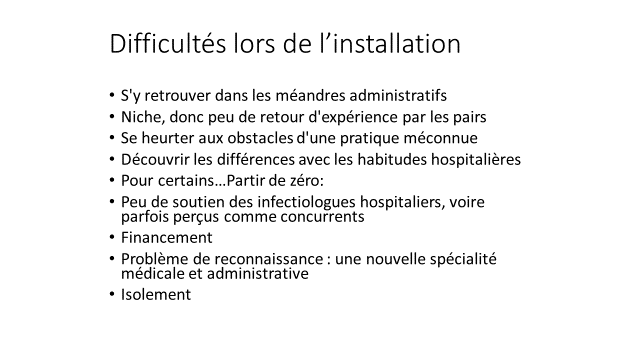 Difficultés lors de l’installation
• S'y retrouver dans les méandres administratifs
• Niche, donc peu de retour d'expérience par les pairs
• Se heurter aux obstacles d'une pratique méconnue
• Découvrir les différences avec les habitudes hospitalières
• Pour certains…Partir de zéro:
• Peu de soutien des infectiologues hospitaliers, voire
parfois perçus comme concurrents
• Financement
• Problème de reconnaissance : une nouvelle spécialité
médicale et administrative
• Isolement